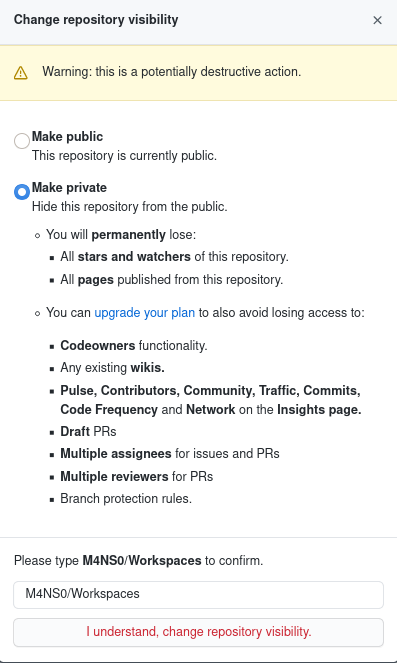 Change repository visibility
Warning: this is a potentially destructive action.
Make public
This repository is currently public.
Make private
Hide this repository from the public.
You will permanently lose:
All stars and watchers of this repository.
All pages published from this repository.
You can upgrade your plan to also avoid losing access to:
Codeowners functionality.
Any existing wikis.
Pulse, Contributors, Community, Traffic, Commits,
Code Frequency and Network on the Insights page.
Draft PRs
Multiple assignees for issues and PRs
Multiple reviewers for PRs
Branch protection rules.
Please type M4NS0/Workspaces to confirm.
M4NS0/Workspaces
I understand, change repository visibility.